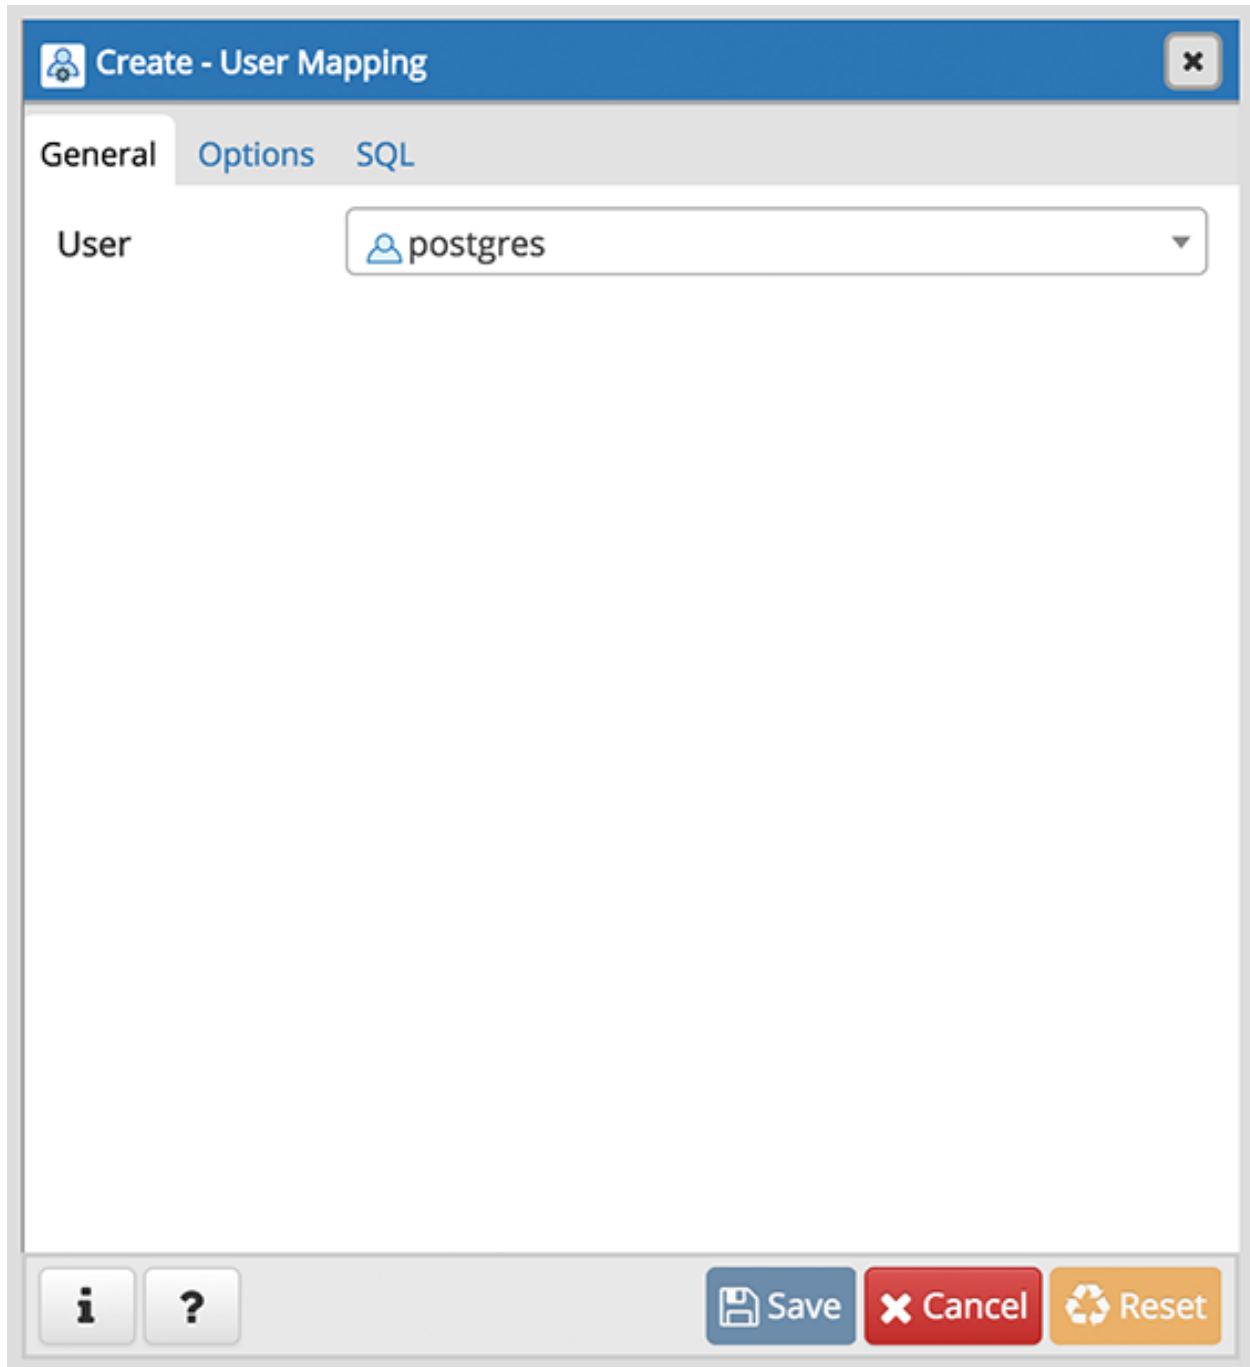 Create - User Mapping
General Options SQL
User postgres
i ? Save Cancel Reset